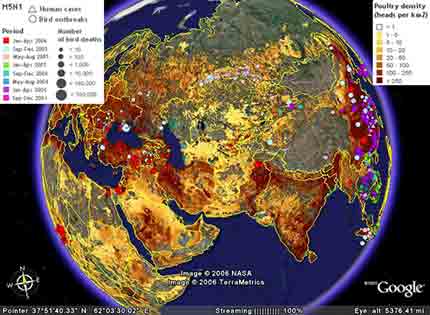 H5N1
Human cases
Bird outbreaks
Period
Number
of bird deaths
Jan-Apr 2006
Sep-Dec 2005
May-Aug 2005
Jan-Apr 2005
Sep-Dec 2004
May-Aug 2004
Jan-Apr 2004
Sep-Dec 2003
< 10
< 100
< 1,000
< 10,000
< 100,000
> 100,000
Poultry density
(heads per km2)
< 1
1 - 5
5 - 10
10 - 20
20 - 50
50 - 100
100 - 250
> 250
N
Image © 2006 NASA
Image © 2006 TerraMetrics
©2005 Google™
Pointer 37°51'40.33" N 62°03'30.02" E
Streaming |||||||||| 100%
Eye alt 5376.41 mi